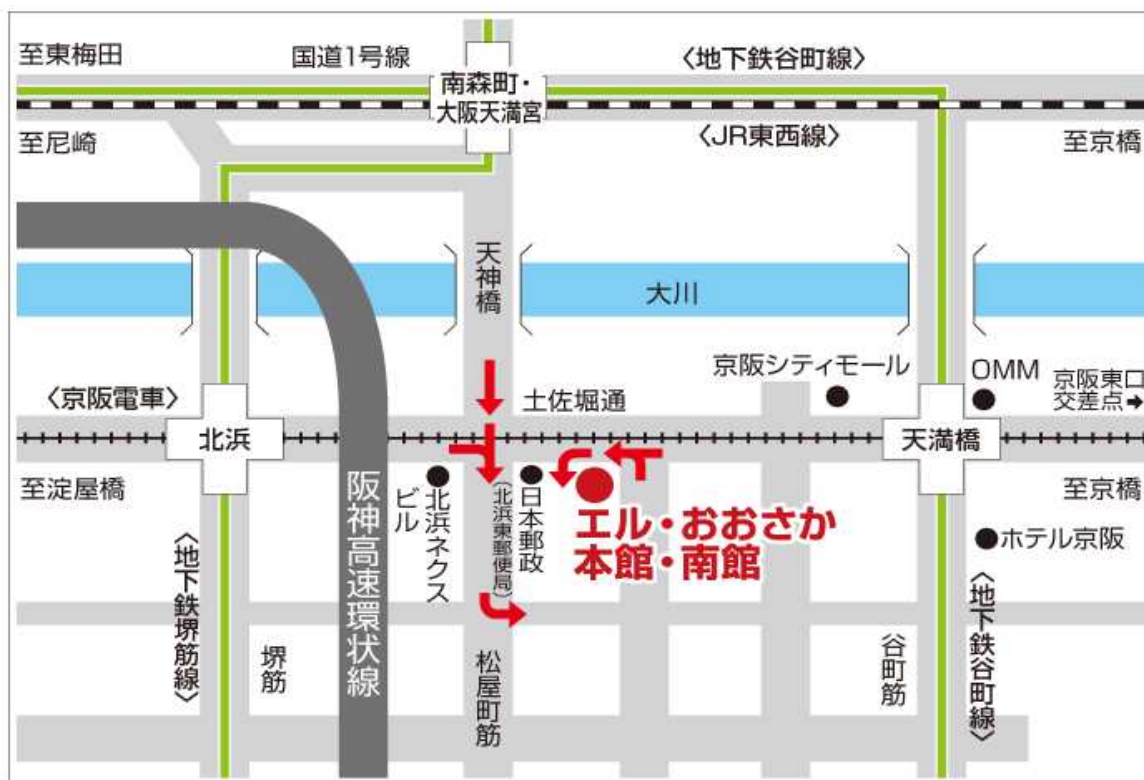 至東梅田
国道1号線
〈地下鉄谷町線〉
南森町・
大阪天満宮
至尼崎
〈JR東西線〉
至京橋
天神橋
大川
京阪シティモール
OMM
京阪東口
交差点➡
〈京阪電車〉
土佐堀通
北浜
天満橋
至淀屋橋
至京橋
阪神高速環状線
北浜ネクス
ビル
(北浜東郵便局)
日本郵政
エル・おおさか
本館・南館
ホテル京阪
〈地下鉄堺筋線〉
堺筋
松屋町筋
谷町筋
〈地下鉄谷町線〉